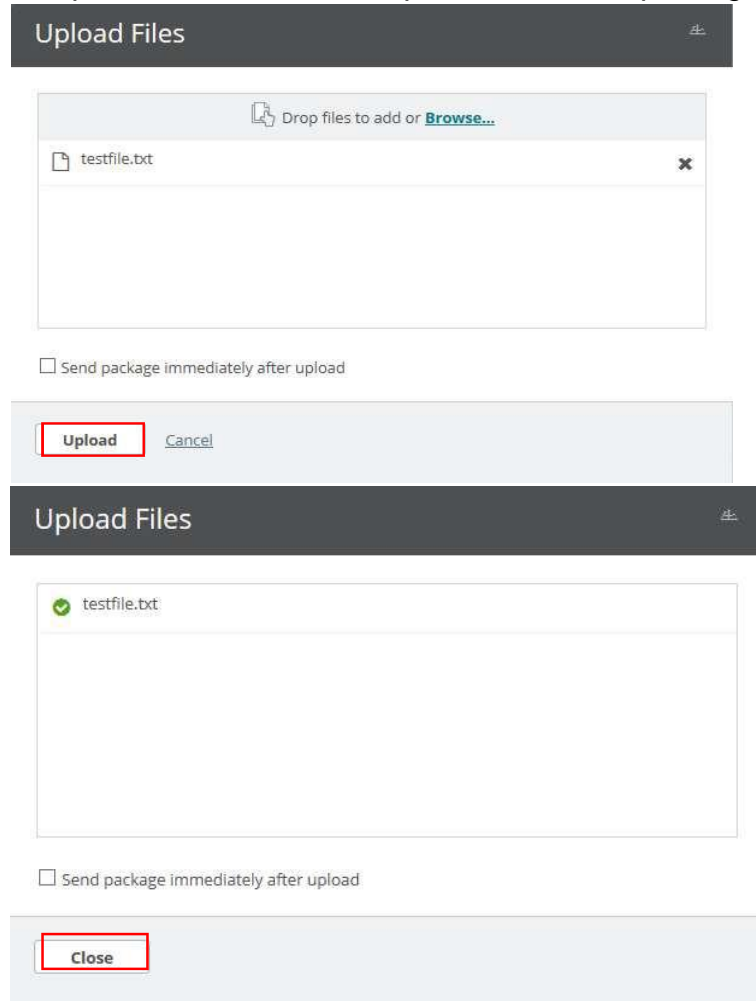 Upload Files
Drop files to add or Browse...
testfile.txt
Send package immediately after upload
Upload Cancel
Upload Files
testfile.txt
Send package immediately after upload
Close